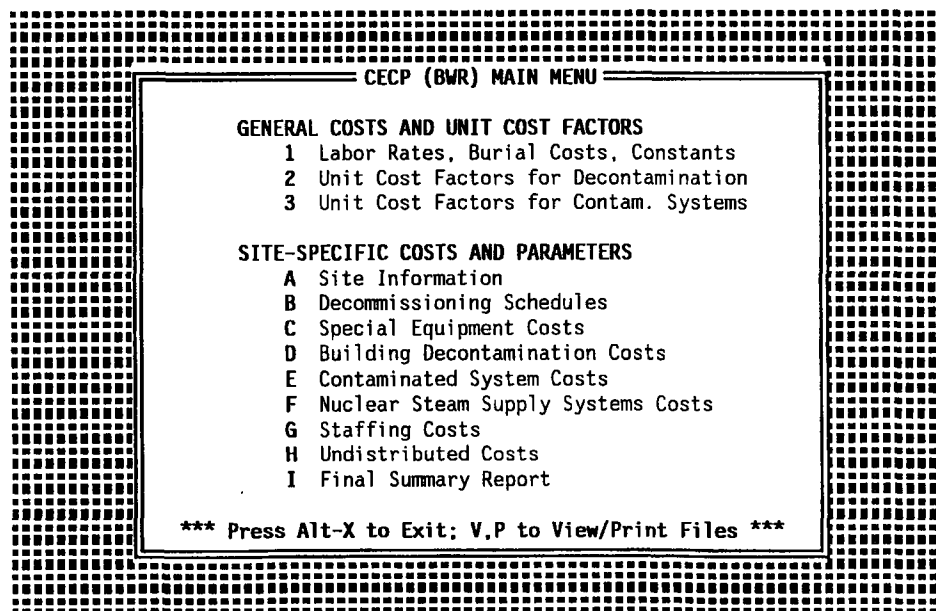 CECP (BWR) MAIN MENU
GENERAL COSTS AND UNIT COST FACTORS
1 Labor Rates, Burial Costs, Constants
2 Unit Cost Factors for Decontamination
3 Unit Cost Factors for Contam. Systems
SITE-SPECIFIC COSTS AND PARAMETERS
A Site Information
B Decommissioning Schedules
C Special Equipment Costs
D Building Decontamination Costs
E Contaminated System Costs
F Nuclear Steam Supply Systems Costs
G Staffing Costs
H Undistributed Costs
I Final Summary Report
*** Press Alt-X to Exit; V,P to View/Print Files ***